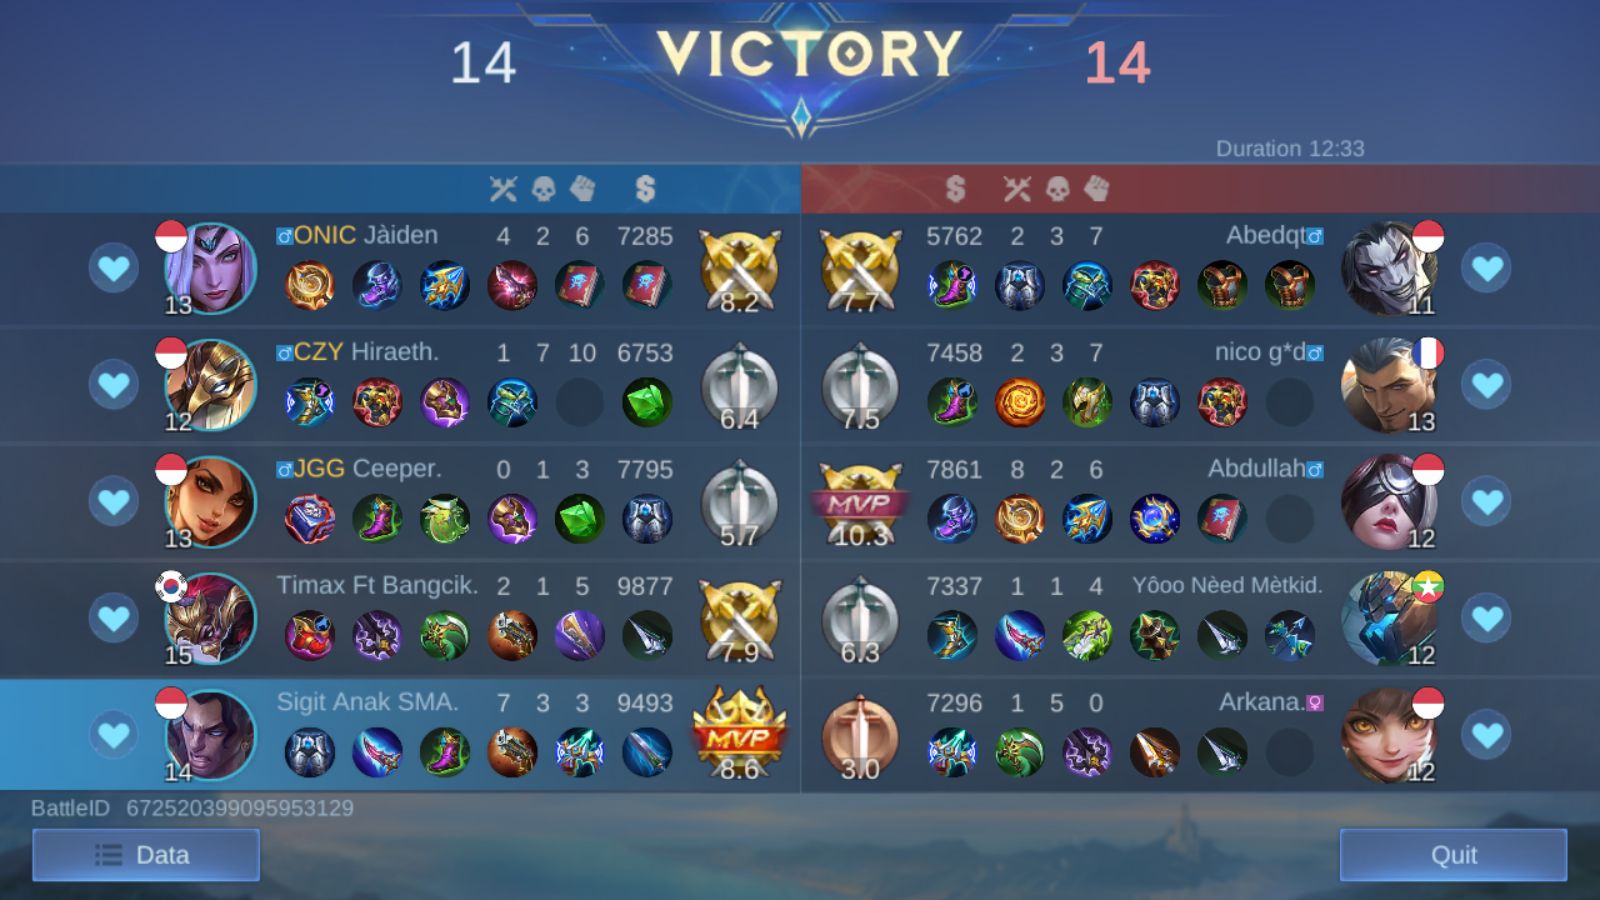 14 VICTORY 14
Duration 12:33
ONIC Jàiden 4 2 6 7285
13 8.2
5762 2 3 7 Abedqt
7.7 11
CZY Hiraeth. 1 7 10 6753
12 6.4
7458 2 3 7 nico g*d
7.5 13
JGG Ceeper. 0 1 3 7795
13 5.7
7861 8 2 6 Abdullah
MVP
10.3 12
Timax Ft Bangcik. 2 1 5 9877
15 7.9
7337 1 1 4 Yôoo Nèed Mètkid.
6.3 12
Sigit Anak SMA. 7 3 3 9493
MVP
14 8.6
7296 1 5 0 Arkana.
3.0 12
BattleID 672520399095953129
Data
Quit